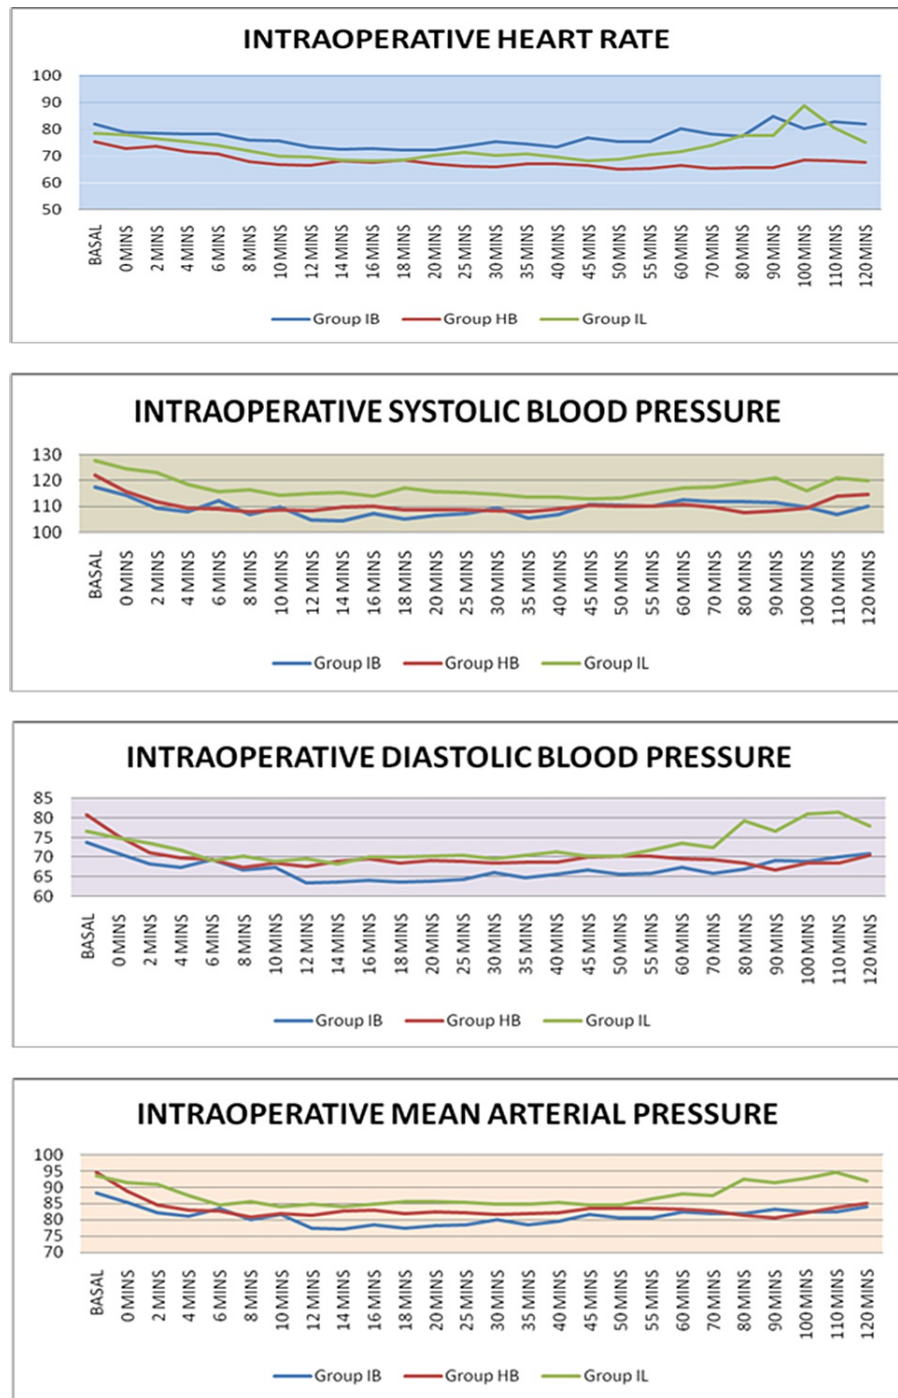 INTRAOPERATIVE HEART RATE
100
90
80
70
60
50
BASAL
0 MINS
2 MINS
4 MINS
6 MINS
8 MINS
10 MINS
12 MINS
14 MINS
16 MINS
18 MINS
20 MINS
25 MINS
30 MINS
35 MINS
40 MINS
45 MINS
50 MINS
55 MINS
60 MINS
70 MINS
80 MINS
90 MINS
100 MINS
110 MINS
120 MINS
Group IB Group HB Group IL
INTRAOPERATIVE SYSTOLIC BLOOD PRESSURE
130
120
110
100
BASAL
0 MINS
2 MINS
4 MINS
6 MINS
8 MINS
10 MINS
12 MINS
14 MINS
16 MINS
18 MINS
20 MINS
25 MINS
30 MINS
35 MINS
40 MINS
45 MINS
50 MINS
55 MINS
60 MINS
70 MINS
80 MINS
90 MINS
100 MINS
110 MINS
120 MINS
Group IB Group HB Group IL
INTRAOPERATIVE DIASTOLIC BLOOD PRESSURE
85
80
75
70
65
60
BASAL
0 MINS
2 MINS
4 MINS
6 MINS
8 MINS
10 MINS
12 MINS
14 MINS
16 MINS
18 MINS
20 MINS
25 MINS
30 MINS
35 MINS
40 MINS
45 MINS
50 MINS
55 MINS
60 MINS
70 MINS
80 MINS
90 MINS
100 MINS
110 MINS
120 MINS
Group IB Group HB Group IL
INTRAOPERATIVE MEAN ARTERIAL PRESSURE
100
95
90
85
80
75
70
BASAL
0 MINS
2 MINS
4 MINS
6 MINS
8 MINS
10 MINS
12 MINS
14 MINS
16 MINS
18 MINS
20 MINS
25 MINS
30 MINS
35 MINS
40 MINS
45 MINS
50 MINS
55 MINS
60 MINS
70 MINS
80 MINS
90 MINS
100 MINS
110 MINS
120 MINS
Group IB Group HB Group IL